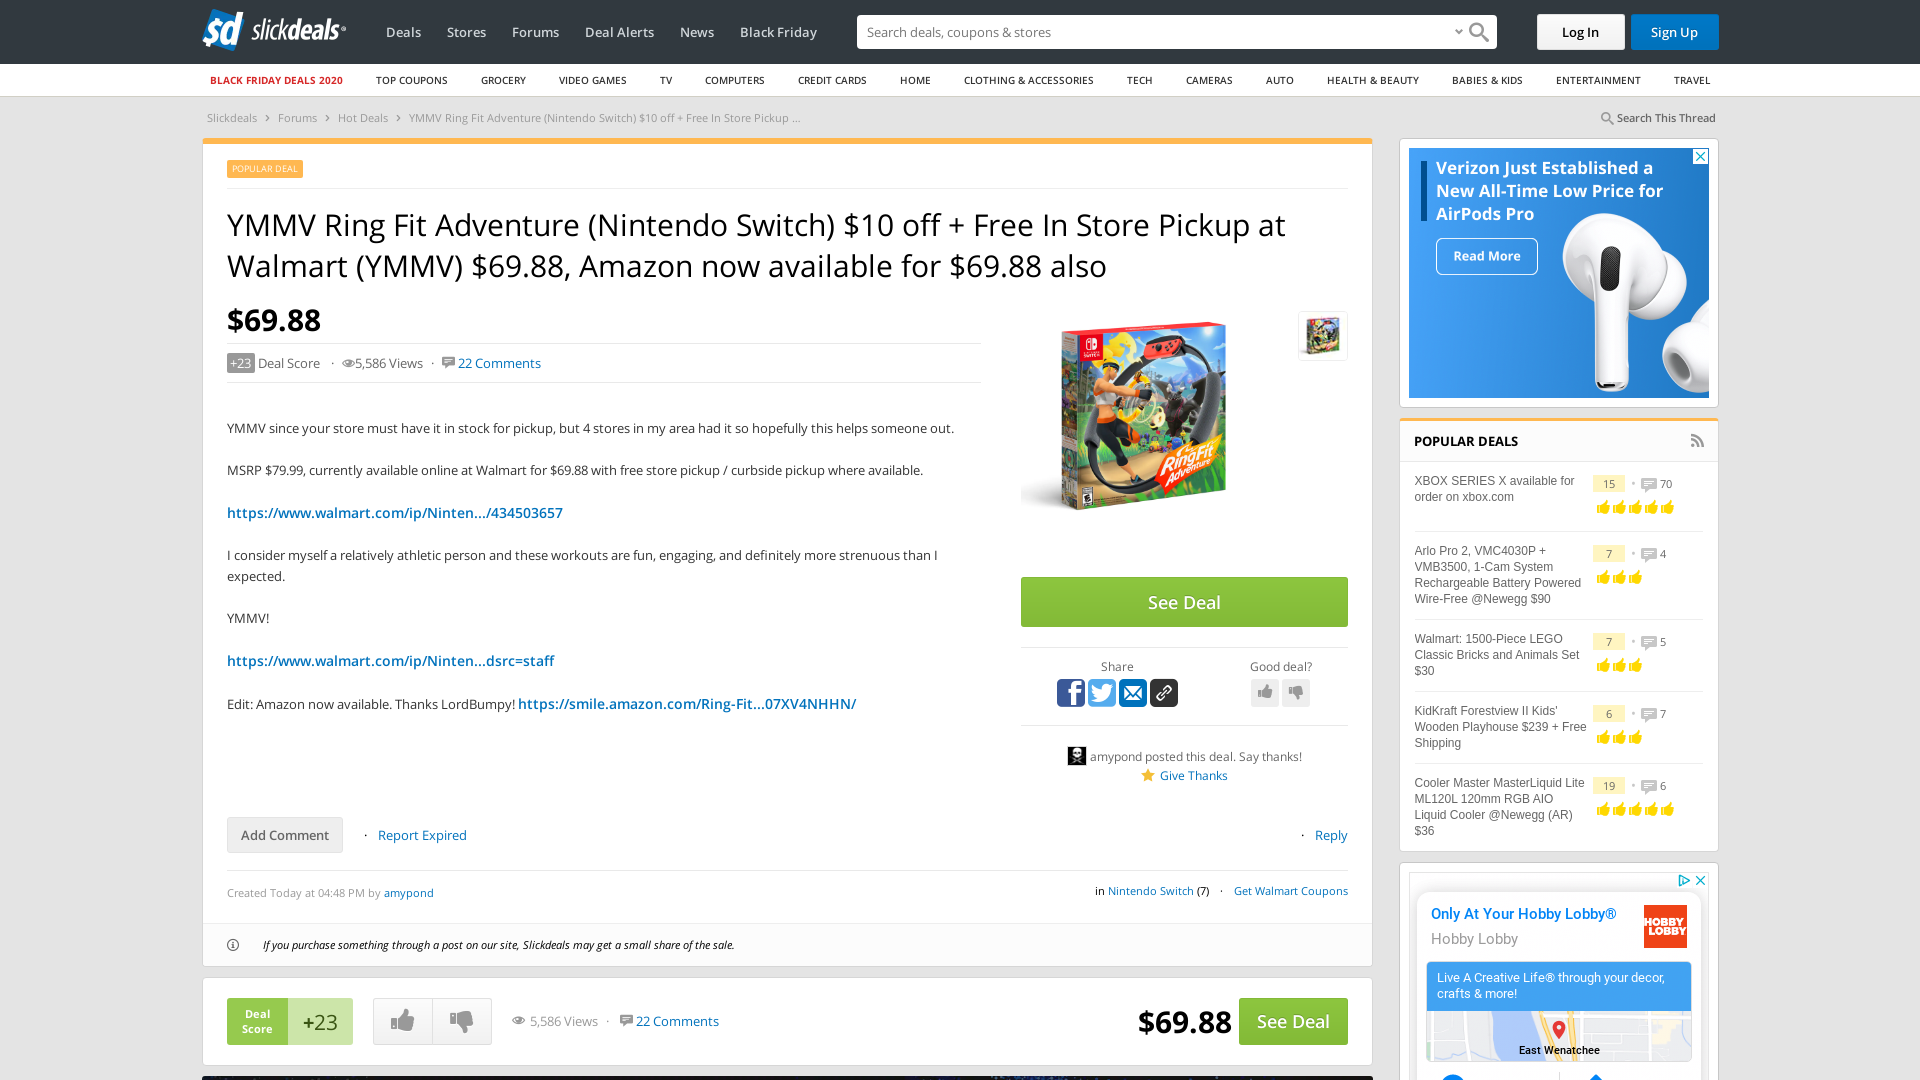 slickdeals
Deals
Stores
Forums
Deal Alerts
News
Black Friday
Search deals, coupons & stores
Log In
Sign Up
BLACK FRIDAY DEALS 2020
TOP COUPONS
GROCERY
VIDEO GAMES
TV
COMPUTERS
CREDIT CARDS
HOME
CLOTHING & ACCESSORIES
TECH
CAMERAS
AUTO
HEALTH & BEAUTY
BABIES & KIDS
ENTERTAINMENT
TRAVEL
Slickdeals › Forums › Hot Deals › YMMV Ring Fit Adventure (Nintendo Switch) $10 off + Free In Store Pickup ...
Search This Thread
POPULAR DEAL
YMMV Ring Fit Adventure (Nintendo Switch) $10 off + Free In Store Pickup at
Walmart (YMMV) $69.88, Amazon now available for $69.88 also
$69.88
+23 Deal Score · 5,586 Views · 22 Comments
YMMV since your store must have it in stock for pickup, but 4 stores in my area had it so hopefully this helps someone out.
MSRP $79.99, currently available online at Walmart for $69.88 with free store pickup / curbside pickup where available.
https://www.walmart.com/ip/Ninten.../434503657
I consider myself a relatively athletic person and these workouts are fun, engaging, and definitely more strenuous than I
expected.
YMMV!
https://www.walmart.com/ip/Ninten...dsrc=staff
Edit: Amazon now available. Thanks LordBumpy! https://smile.amazon.com/Ring-Fit...07XV4NHHN/
RingFit
Adventure
See Deal
Share
Good deal?
amypond posted this deal. Say thanks!
Give Thanks
Add Comment
· Report Expired
· Reply
Created Today at 04:48 PM by amypond
in Nintendo Switch (7) · Get Walmart Coupons
If you purchase something through a post on our site, Slickdeals may get a small share of the sale.
Deal
Score
+23
5,586 Views · 22 Comments
$69.88
See Deal
Verizon Just Established a
New All-Time Low Price for
AirPods Pro
Read More
POPULAR DEALS
XBOX SERIES X available for
order on xbox.com
15 · 70
Arlo Pro 2, VMC4030P +
VMB3500, 1-Cam System
Rechargeable Battery Powered
Wire-Free @Newegg $90
7 · 4
Walmart: 1500-Piece LEGO
Classic Bricks and Animals Set
$30
7 · 5
KidKraft Forestview II Kids'
Wooden Playhouse $239 + Free
Shipping
6 · 7
Cooler Master MasterLiquid Lite
ML120L 120mm RGB AIO
Liquid Cooler @Newegg (AR)
$36
19 · 6
Only At Your Hobby Lobby®
Hobby Lobby
HOBBY
LOBBY
Live A Creative Life® through your decor,
crafts & more!
East Wenatchee